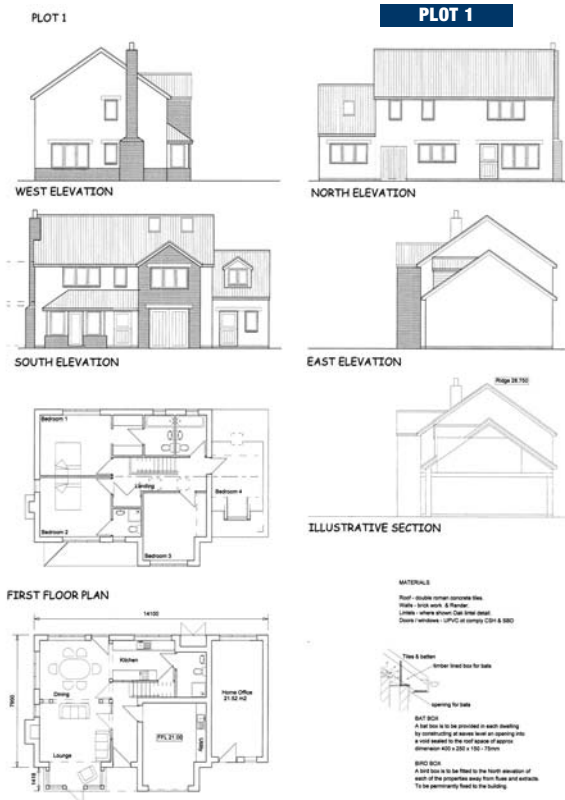 PLOT 1
PLOT 1
WEST ELEVATION
NORTH ELEVATION
SOUTH ELEVATION
EAST ELEVATION
Ridge 28.750
Bedroom 1
Landing
Bedroom 4
Bedroom 2
Bedroom 3
ILLUSTRATIVE SECTION
FIRST FLOOR PLAN
14100
Kitchen
Dining
Home Office
21.52 m2
FFL 21.00
Utility
Lounge
1418
MATERIALS
Roof - double roman concrete tiles.
Walls - brick work & Render.
Lintels - where shown Oak lintel detail.
Doors / windows - UPVC at comply CSH & SBD
Tiles & batten
timber lined box for bats
opening for bats
BAT BOX
A bat box is to be provided in each dwelling
by constructing at eaves level an opening into
a void sealed to the roof space of approx
dimension 400 x 250 x 150 - 75mm
BIRD BOX
A bird box is to be fitted to the North elevation of
each of the properties away from flues and extracts.
To be perminantly fixed to the building